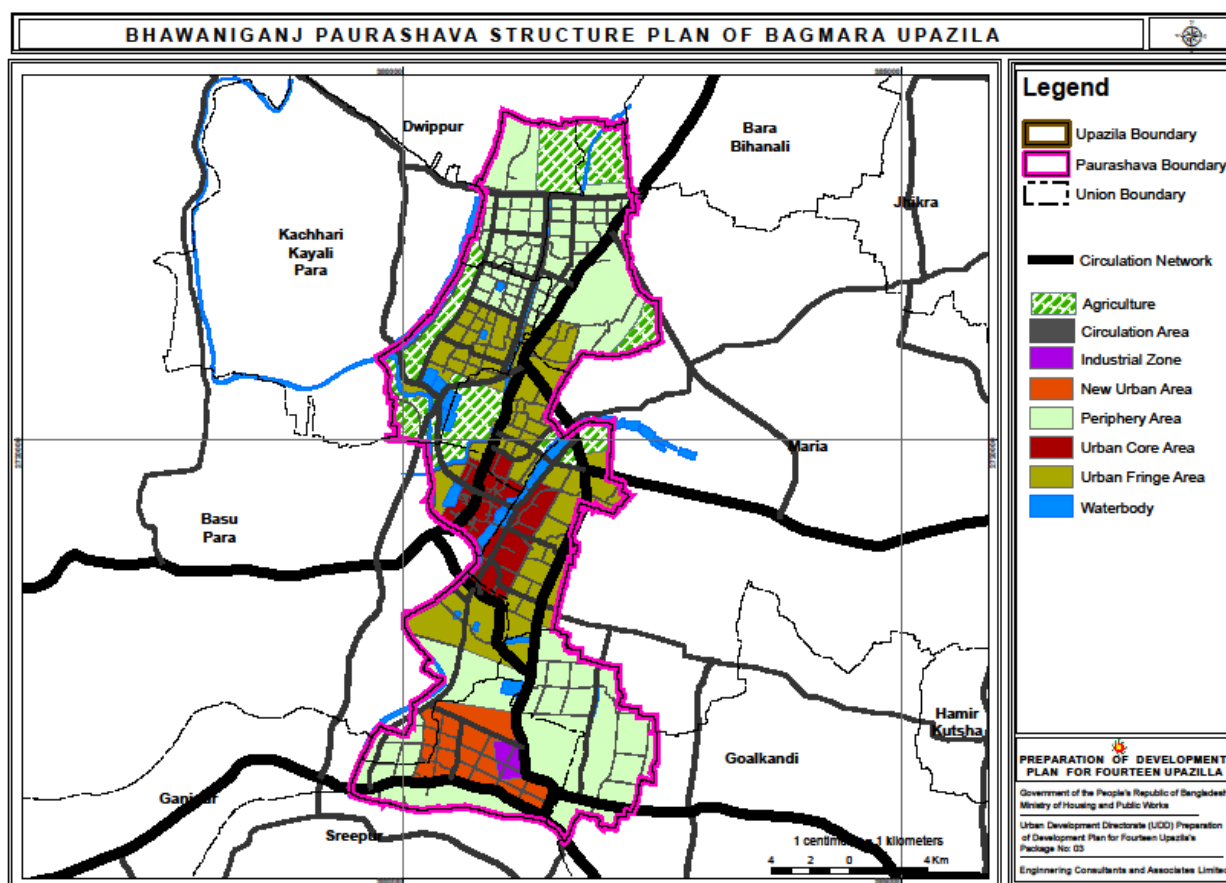 BHAWANIGANJ PAURASHAVA STRUCTURE PLAN OF BAGMARA UPAZILA
Dwippur
Bara
Bihanali
Jhikra
Kachhari
Kayali
Para
Maria
Basu
Para
Hamir
Kutsha
Goalkandi
Sreepur
1 kilometers
4 2 0 4 Km
Legend
Upazila Boundary
Paurashava Boundary
Union Boundary
Circulation Network
Agriculture
Circulation Area
Industrial Zone
New Urban Area
Periphery Area
Urban Core Area
Urban Fringe Area
Waterbody
PREPARATION OF DEVELOPMENT
PLAN FOR FOURTEEN UPAZILLA
Government of the People's Republic of Bangladesh
Ministry of Housing and Public Works
Urban Development Directorate (UDD) Preparation
of Development Plan for Fourteen Upazila's
Package No: 03
Enginnering Consultants and Associates Limited